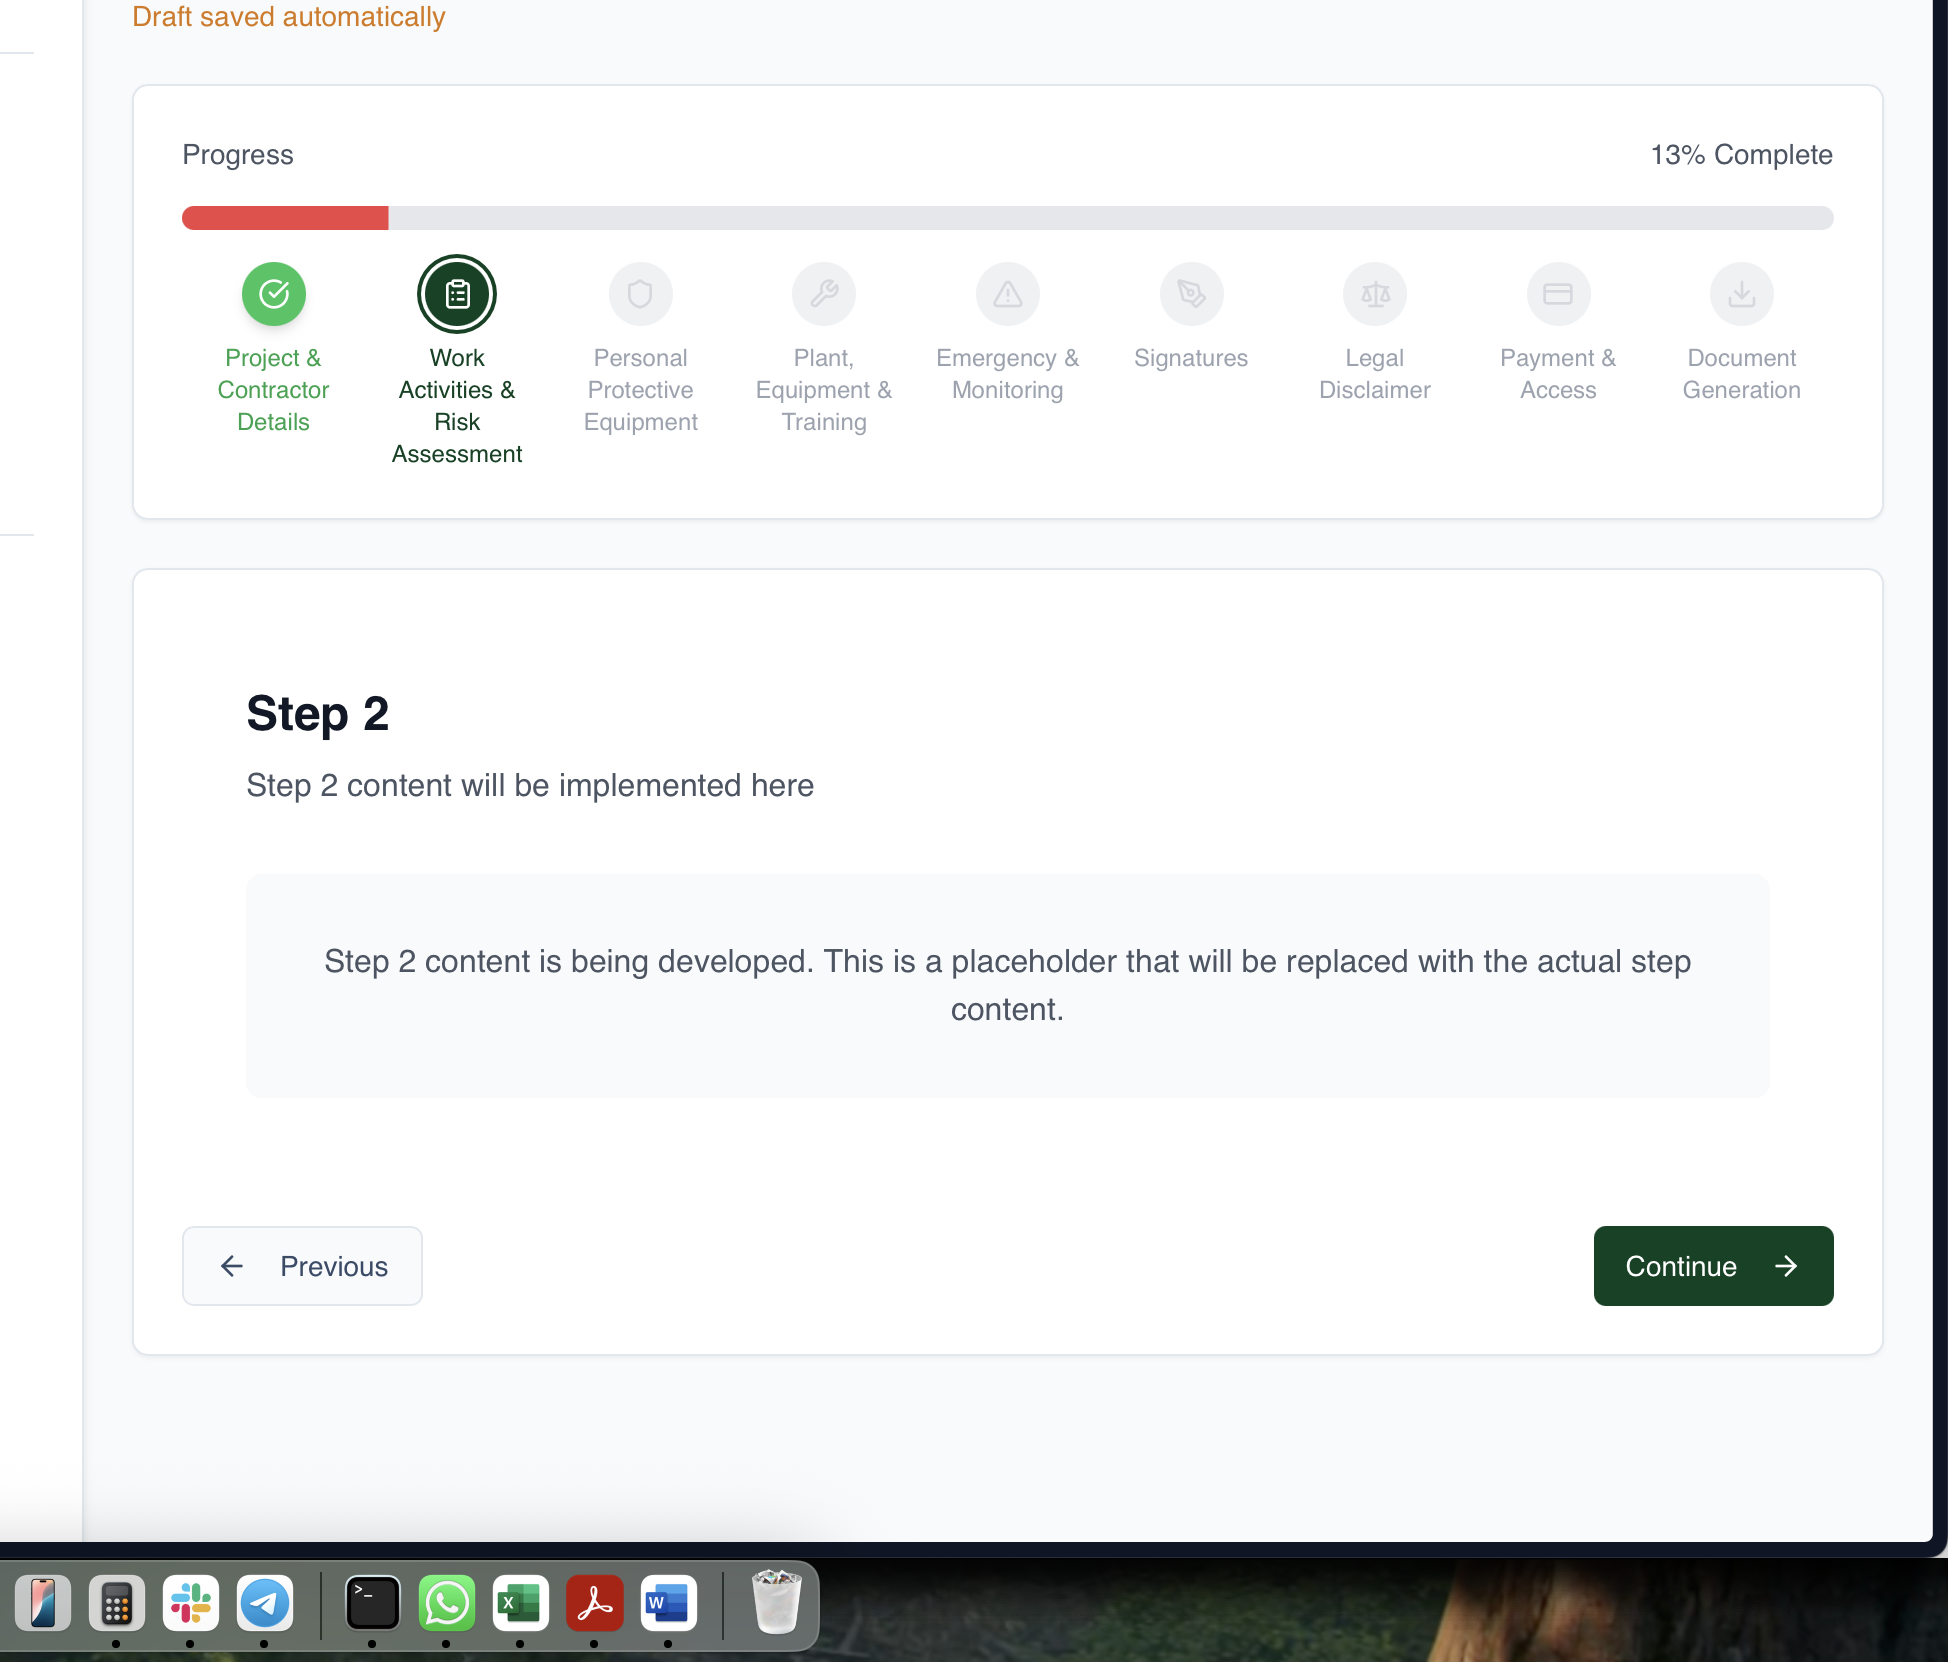 Draft saved automatically
Progress
13% Complete
Project &
Contractor
Details
Work
Activities &
Risk
Assessment
Personal
Protective
Equipment
Plant,
Equipment &
Training
Emergency &
Monitoring
Signatures
Legal
Disclaimer
Payment &
Access
Document
Generation
Step 2
Step 2 content will be implemented here
Step 2 content is being developed. This is a placeholder that will be replaced with the actual step
content.
Previous
Continue
>_
X
W